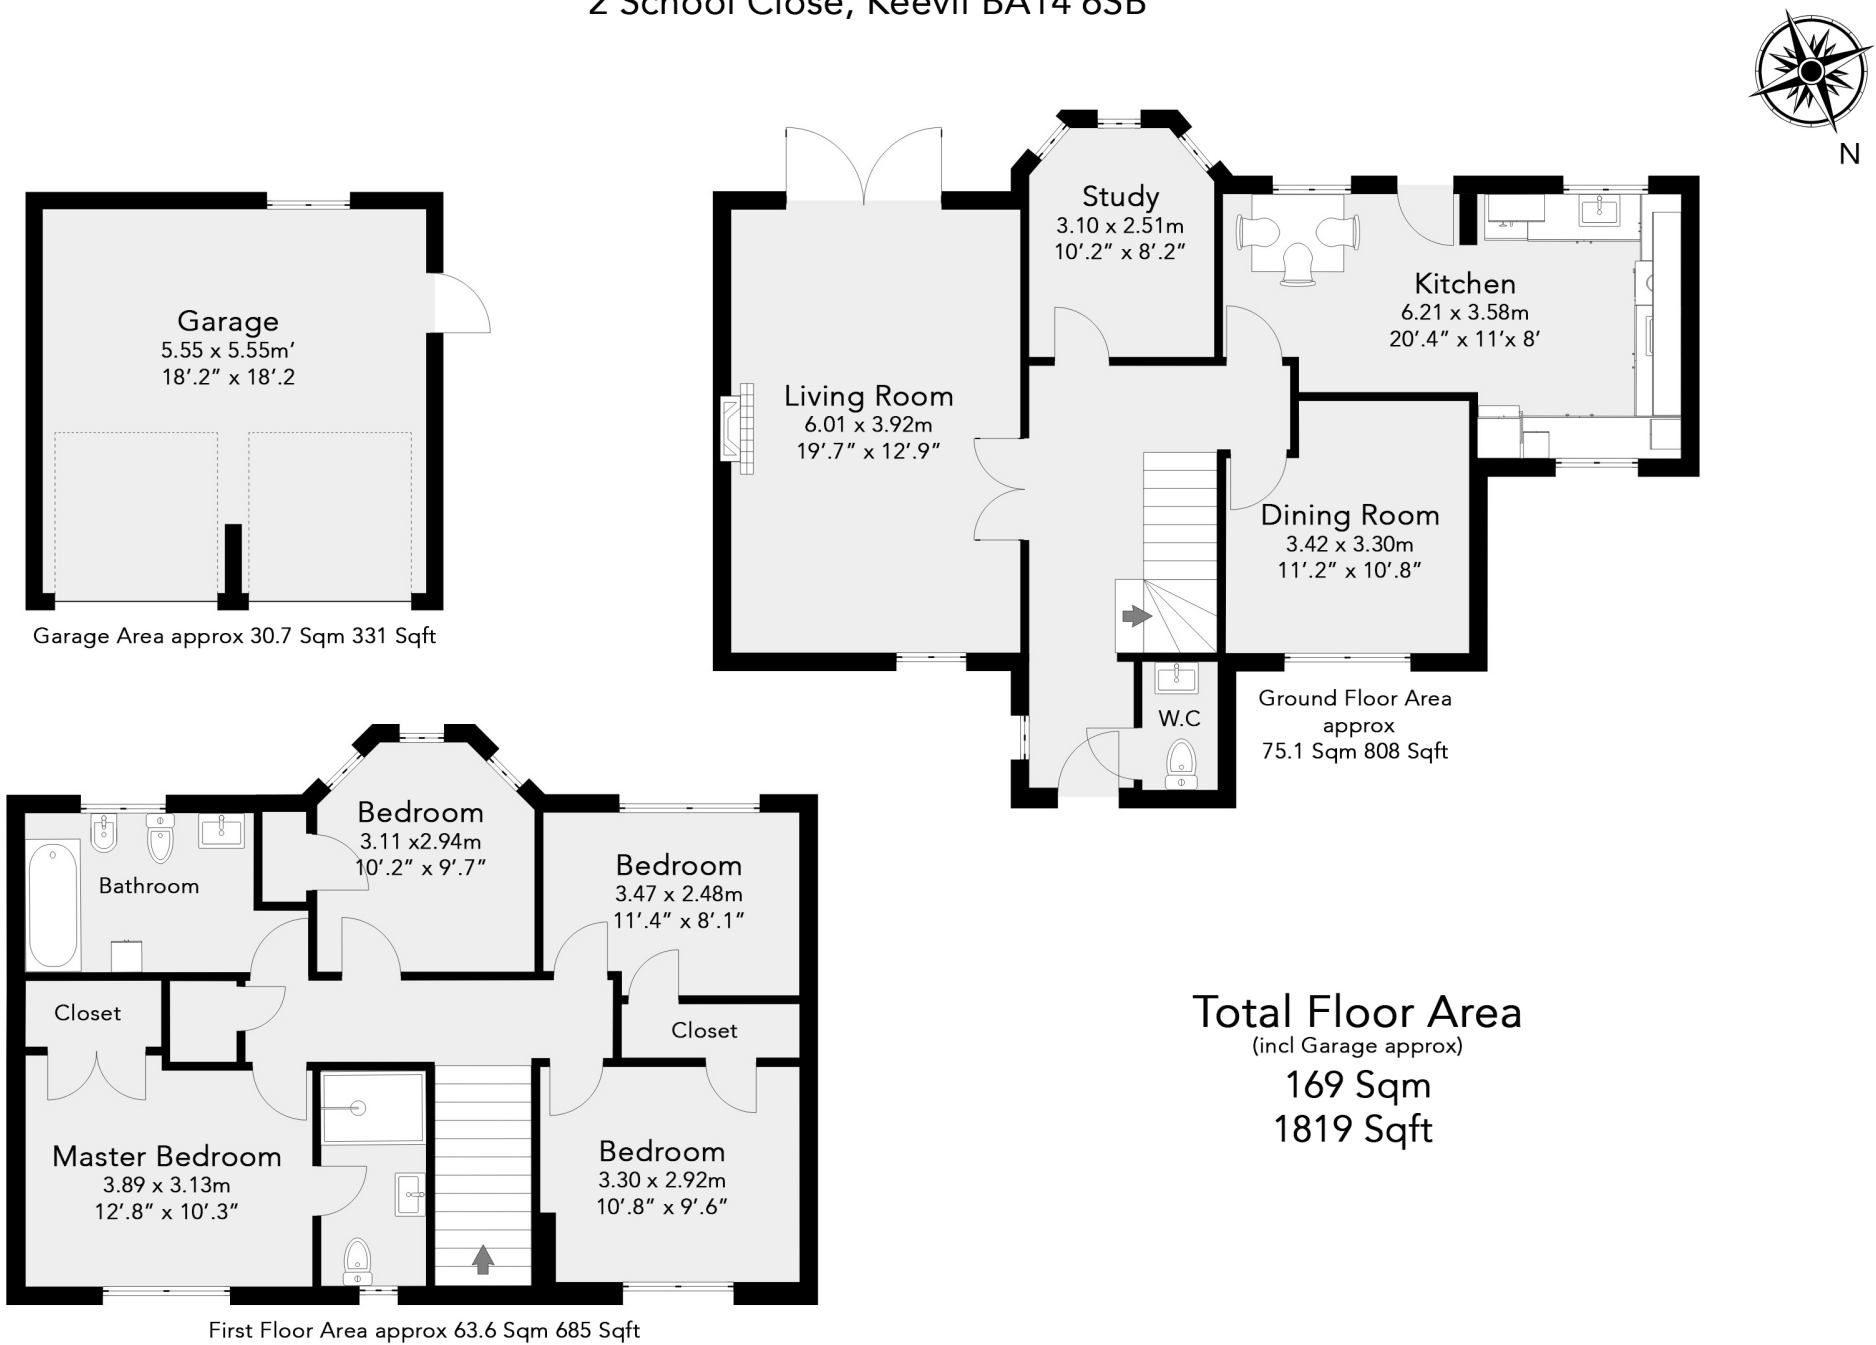 2 School Close, Keevil BA14 6SB
N
Garage
5.55 x 5.55m'
18'.2" x 18'.2
Garage Area approx 30.7 Sqm 331 Sqft
Study
3.10 x 2.51m
10'.2" x 8'.2"
Kitchen
6.21 x 3.58m
20'.4" x 11'x 8'
Living Room
6.01 x 3.92m
19'.7" x 12'.9"
Dining Room
3.42 x 3.30m
11'.2" x 10'.8"
W.C
Ground Floor Area
approx
75.1 Sqm 808 Sqft
Bedroom
3.11 x2.94m
10'.2" x 9'.7"
Bedroom
3.47 x 2.48m
11'.4" x 8'.1"
Bathroom
Closet
Closet
Master Bedroom
3.89 x 3.13m
12'.8" x 10'.3"
Bedroom
3.30 x 2.92m
10'.8" x 9'.6"
First Floor Area approx 63.6 Sqm 685 Sqft
Total Floor Area
(incl Garage approx)
169 Sqm
1819 Sqft